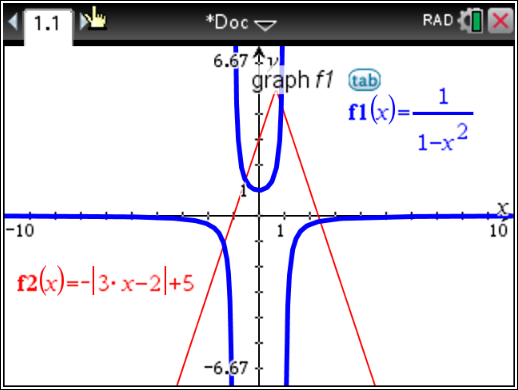 1.1 *Doc RAD
6.67 y
graph f1 tab
f1(x)=1/(1-x²)
1
-10 1 x 10
f2(x)=-|3·x-2|+5
-6.67